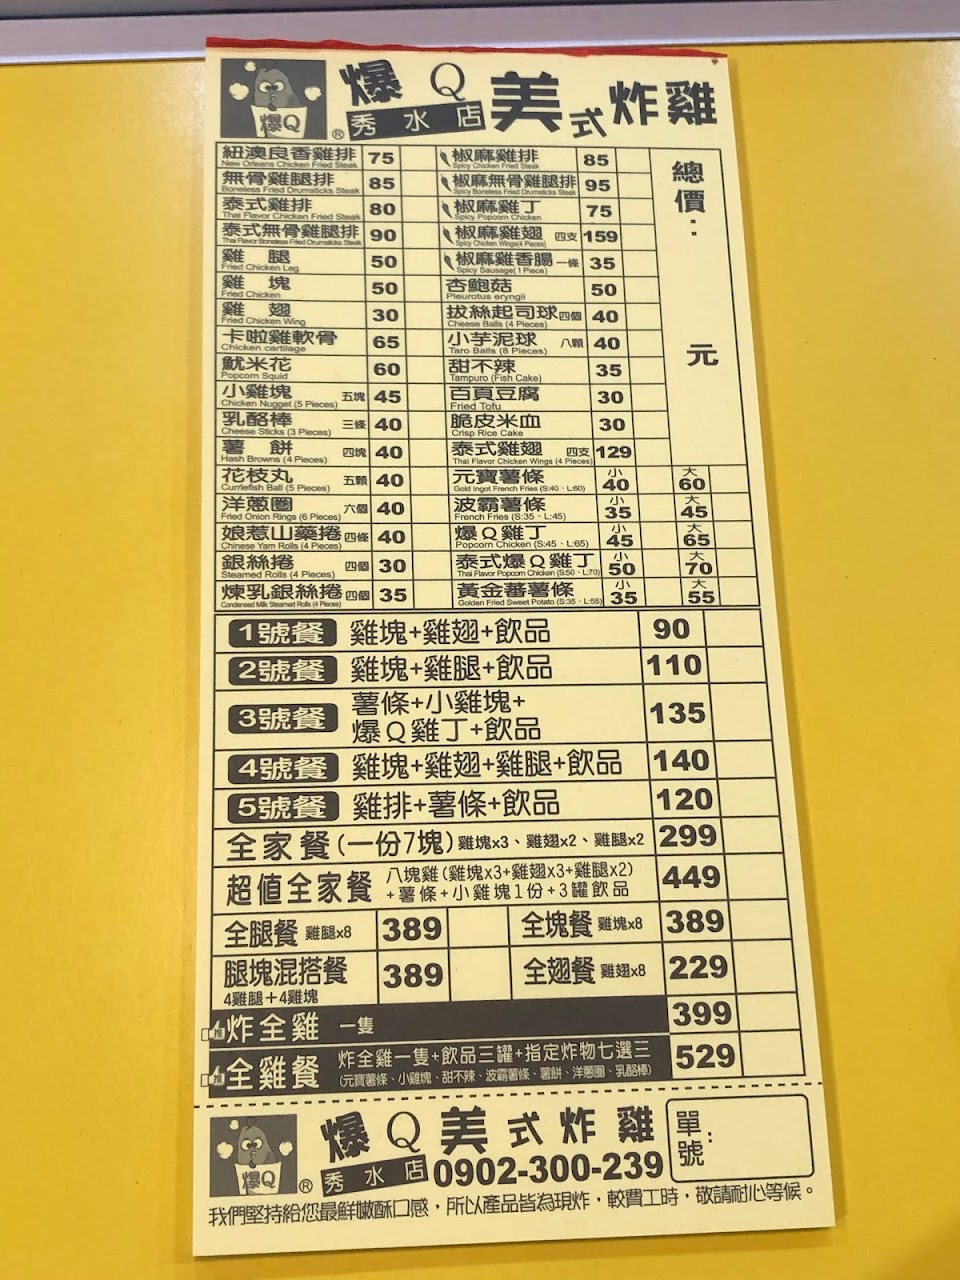 爆Q
®
爆 Q 美式炸雞
秀水店
紐澳良香雞排 75
New Orleans Chicken Fried Steak
無骨雞腿排 85
Boneless Fried Drumsticks Steak
泰式雞排 80
Thai Flavor Chicken Fried Steak
泰式無骨雞腿排 90
Thai Flavor Boneless Fried Drumsticks Steak
雞 腿 50
Fried Chicken Leg
雞 塊 50
Fried Chicken
雞 翅 30
Fried Chicken Wing
卡啦雞軟骨 65
Chicken cartilage
魷米花 60
Popcorn Squid
小雞塊 五塊 45
Chicken Nugget (5 Pieces)
乳酪棒 三條 40
Cheese Sticks (3 Pieces)
薯 餅 四塊 40
Hash Browns (4 Pieces)
花枝丸 五顆 40
Curriefish Ball (5 Pieces)
洋蔥圈 六個 40
Fried Onion Rings (6 Pieces)
娘惹山藥捲 四條 40
Chinese Yam Rolls (4 Pieces)
銀絲捲 四個 30
Steamed Rolls (4 Pieces)
煉乳銀絲捲 四個 35
Condensed Milk Steamed Rolls (4 Pieces)
椒麻雞排 85
Spicy Chicken Fried Steak
椒麻無骨雞腿排 95
Spicy Boneless Fried Drumsticks Steak
椒麻雞丁 75
Spicy Popcorn Chicken
椒麻雞翅 四支 159
Spicy Chicken Wings(4 Pieces)
椒麻雞香腸 一條 35
Spicy Sausage( 1 Piece)
杏鮑菇 50
Pleurotus eryngii
拔絲起司球 四個 40
Cheese Balls (4 Pieces)
小芋泥球 八顆 40
Taro Balls (8 Pieces)
甜不辣 35
Tampuro (Fish Cake)
百頁豆腐 30
Fried Tofu
脆皮米血 30
Crisp Rice Cake
泰式雞翅 四支 129
Thai Flavor Chicken Wings (4 Pieces)
元寶薯條 小 40 大 60
Gold Ingot French Fries (S:40、L:60)
波霸薯條 小 35 大 45
French Fries (S:35、L:45)
爆Q雞丁 小 45 大 65
Popcorn Chicken (S:45、L:65)
泰式爆Q雞丁 小 50 大 70
Thai Flavor Popcorn Chicken (S:50、L:70)
黃金蕃薯條 小 35 大 55
Golden Fried Sweet Potato (S:35、L:55)
總價：
元
1號餐 雞塊+雞翅+飲品 90
2號餐 雞塊+雞腿+飲品 110
3號餐 薯條+小雞塊+
爆Q雞丁+飲品 135
4號餐 雞塊+雞翅+雞腿+飲品 140
5號餐 雞排+薯條+飲品 120
全家餐(一份7塊) 雞塊x3、雞翅x2、雞腿x2 299
超值全家餐 八塊雞(雞塊x3+雞翅x3+雞腿x2)
+薯條+小雞塊1份+3罐飲品 449
全腿餐 雞腿x8 389
全塊餐 雞塊x8 389
腿塊混搭餐 389
4雞腿+4雞塊
全翅餐 雞翅x8 229
推 炸全雞 一隻 399
推 全雞餐 炸全雞一隻+飲品三罐+指定炸物七選三 529
(元寶薯條、小雞塊、甜不辣、波霸薯條、薯餅、洋蔥圈、乳酪棒)
爆Q
®
爆 Q 美式炸雞
秀水店 0902-300-239
單號：
我們堅持給您最鮮嫩酥口感，所以產品皆為現炸，較費工時，敬請耐心等候。